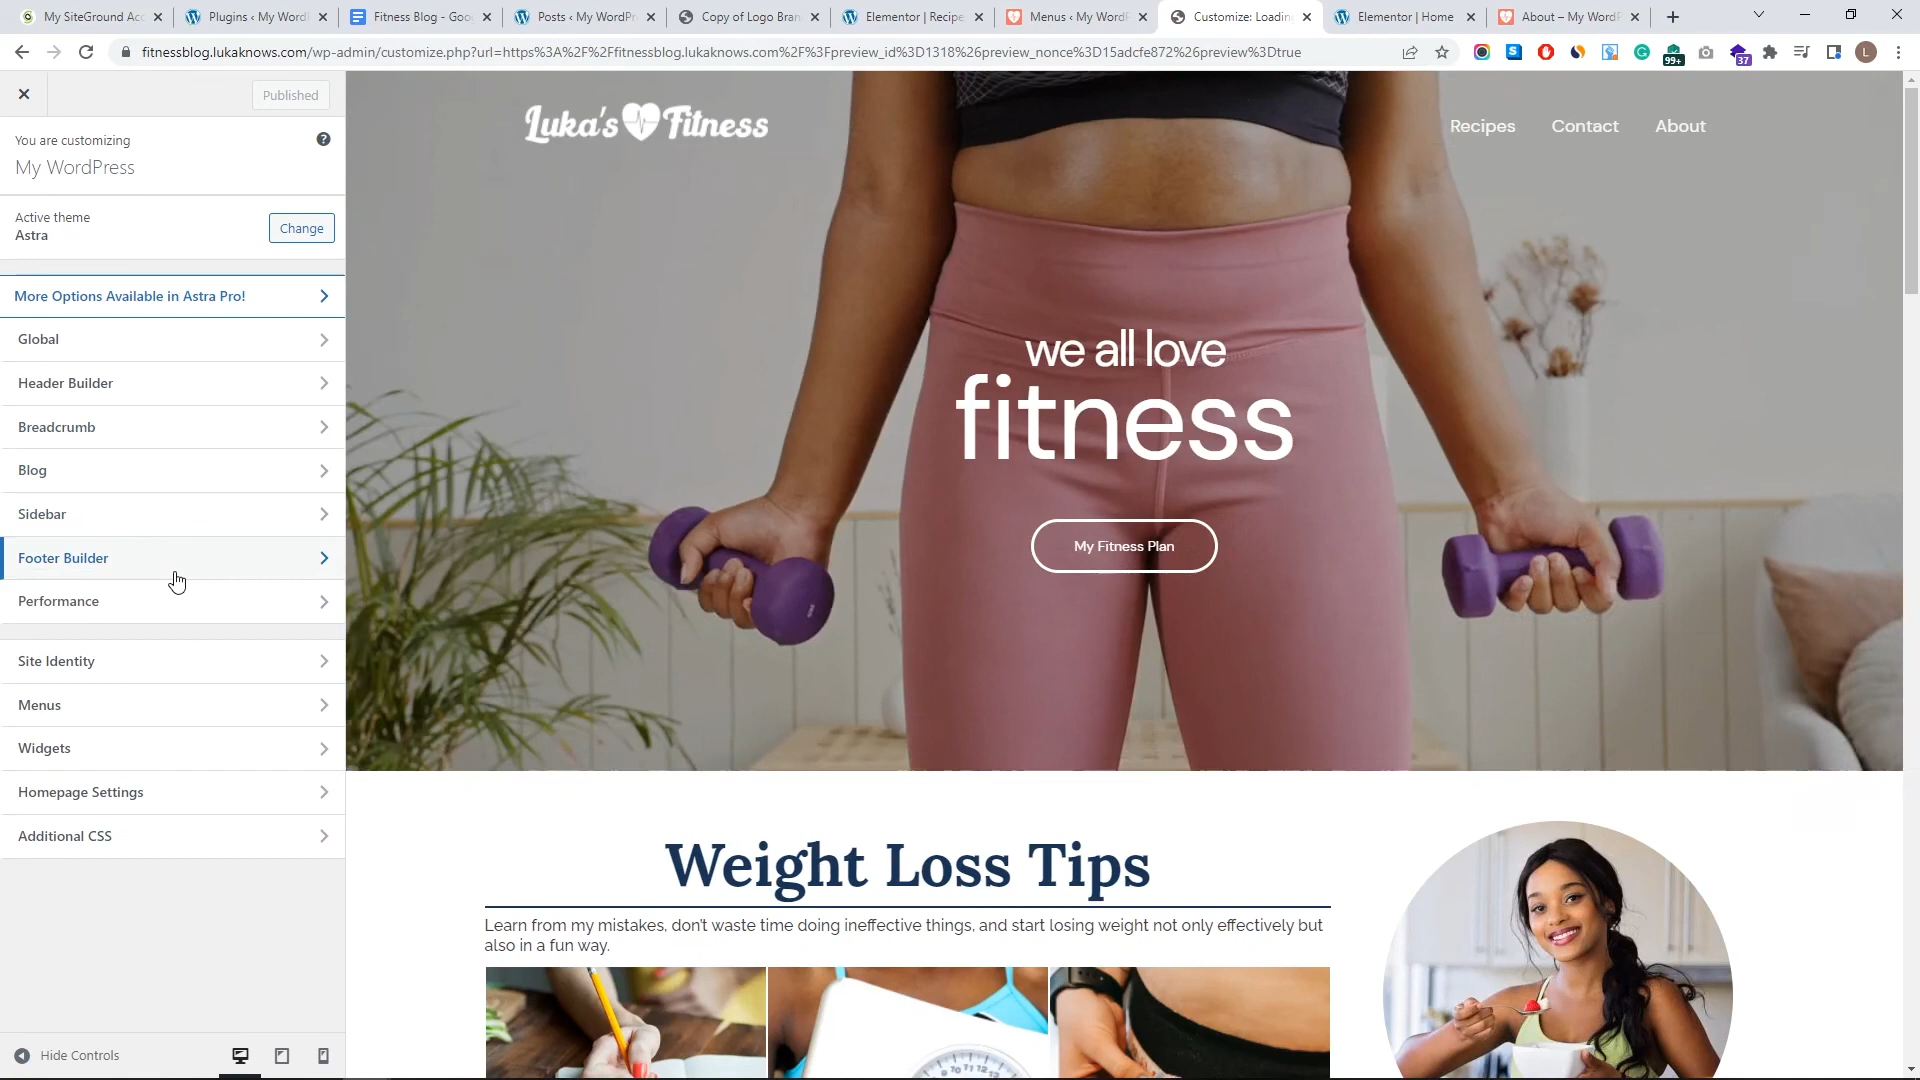 My SiteGround Acc
Plugins ‹ My WordP
Fitness Blog - Goo
Posts ‹ My WordPr
Copy of Logo Bran
Elementor | Recipe
Menus ‹ My WordP
Customize: Loadin
Elementor | Home
About – My WordP
fitnessblog.lukaknows.com/wp-admin/customize.php?url=https%3A%2F%2Ffitnessblog.lukaknows.com%2F%3Fpreview_id%3D1318%26preview_nonce%3D15adcfe872%26preview%3Dtrue
99+
37
L
Published
You are customizing
My WordPress
Active theme
Astra
Change
More Options Available in Astra Pro!
Global
Header Builder
Breadcrumb
Blog
Sidebar
Footer Builder
Performance
Site Identity
Menus
Widgets
Homepage Settings
Additional CSS
Hide Controls
Luka's Fitness
Recipes
Contact
About
we all love
fitness
My Fitness Plan
Weight Loss Tips
Learn from my mistakes, don't waste time doing ineffective things, and start losing weight not only effectively but
also in a fun way.